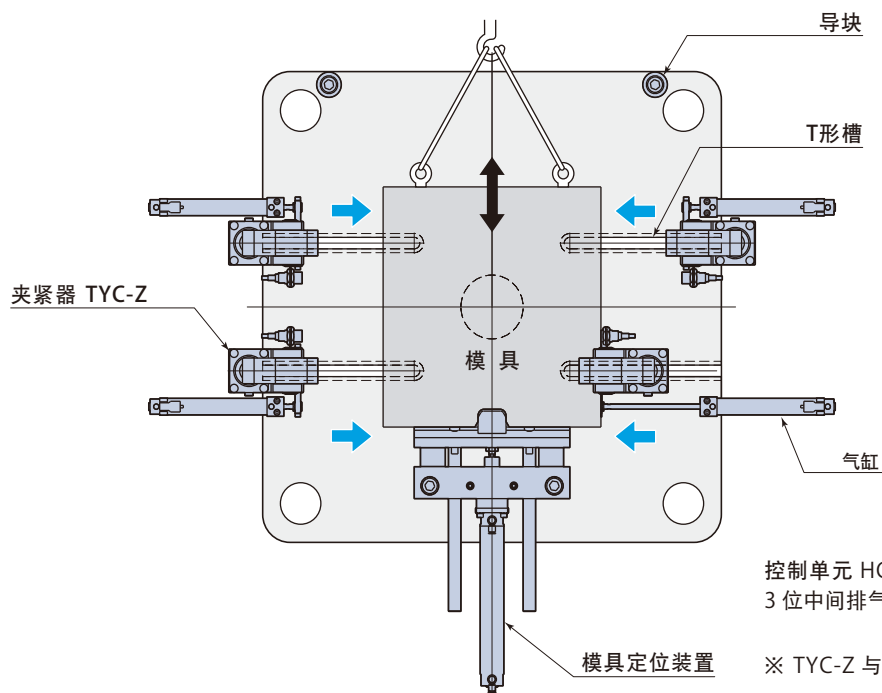 导块
T形槽
夹紧器 TYC-Z
模 具
气缸
控制单元 HC
3 位中间排气
模具定位装置
※ TYC-Z 与